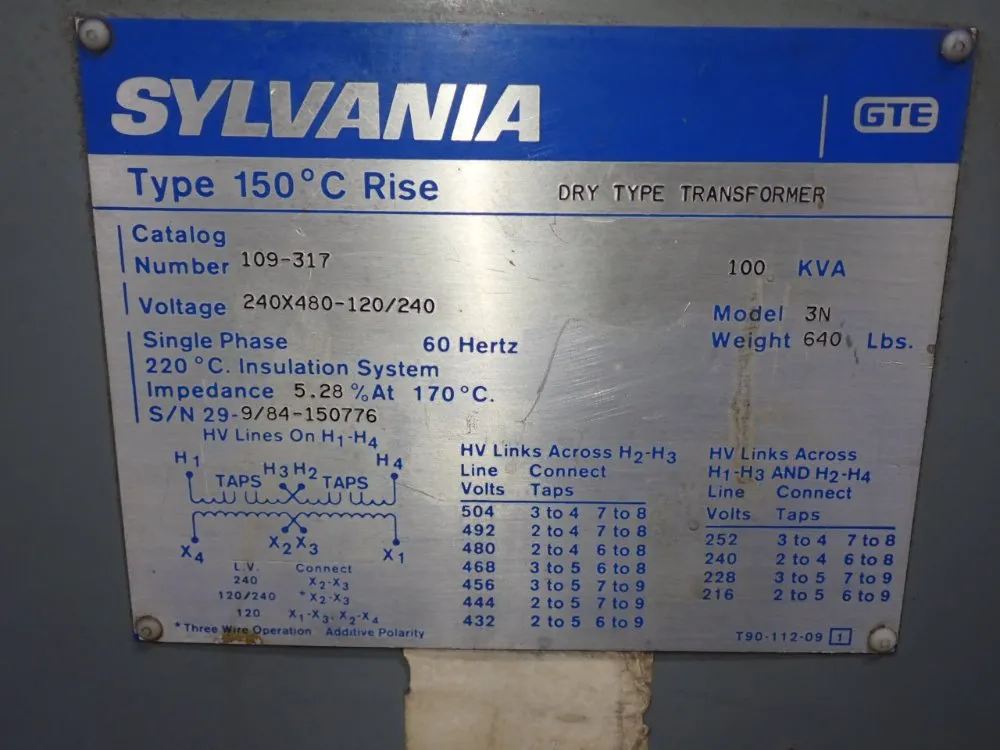 SYLVANIA
GTE
Type 150°C Rise DRY TYPE TRANSFORMER
Catalog
Number 109-317
100 KVA
Voltage 240X480-120/240
Model 3N
Single Phase 60 Hertz
Weight 640 Lbs.
220°C. Insulation System
Impedance 5.28 % At 170°C.
S/N 29-9/84-150776
HV Lines On H1-H4
H1 H3 H2 H4
TAPS TAPS
X4 X2 X3 X1
L.V. Connect
240 X2-X3
120/240 *X2-X3
120 X1-X3, X2-X4
*Three Wire Operation Additive Polarity
HV Links Across H2-H3
Line Connect
Volts Taps
504 3 to 4 7 to 8
492 2 to 4 7 to 8
480 2 to 4 6 to 8
468 3 to 5 6 to 8
456 3 to 5 7 to 9
444 2 to 5 7 to 9
432 2 to 5 6 to 9
HV Links Across
H1-H3 AND H2-H4
Line Connect
Volts Taps
252 3 to 4 7 to 8
240 2 to 4 6 to 8
228 3 to 5 7 to 9
216 2 to 5 6 to 9
T90-112-09 1